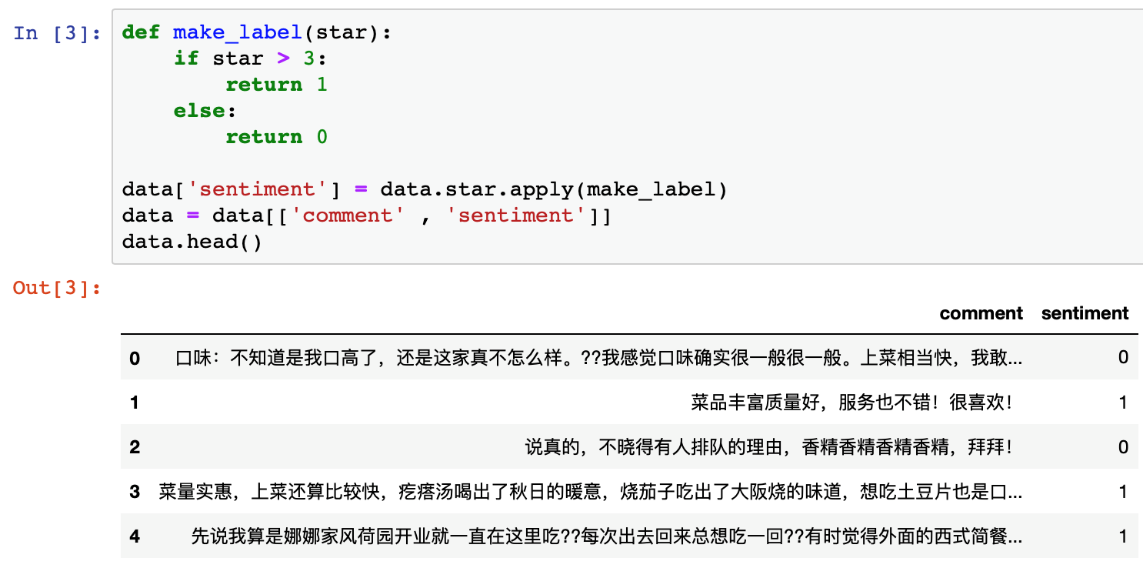 In [3]: def make_label(star):
    if star > 3:
        return 1
    else:
        return 0
data['sentiment'] = data.star.apply(make_label)
data = data[['comment' , 'sentiment']]
data.head()
Out[3]:
comment sentiment
0 口味：不知道是我口高了，还是这家真不怎么样。??我感觉口味确实很一般很一般。上菜相当快，我敢... 0
1 菜品丰富质量好，服务也不错！很喜欢！ 1
2 说真的，不晓得有人排队的理由，香精香精香精香精，拜拜！ 0
3 菜量实惠，上菜还算比较快，疙瘩汤喝出了秋日的暖意，烧茄子吃出了大阪烧的味道，想吃土豆片也是口... 1
4 先说我算是娜娜家风荷园开业就一直在这里吃??每次出去回来总想吃一回??有时觉得外面的西式简餐... 1